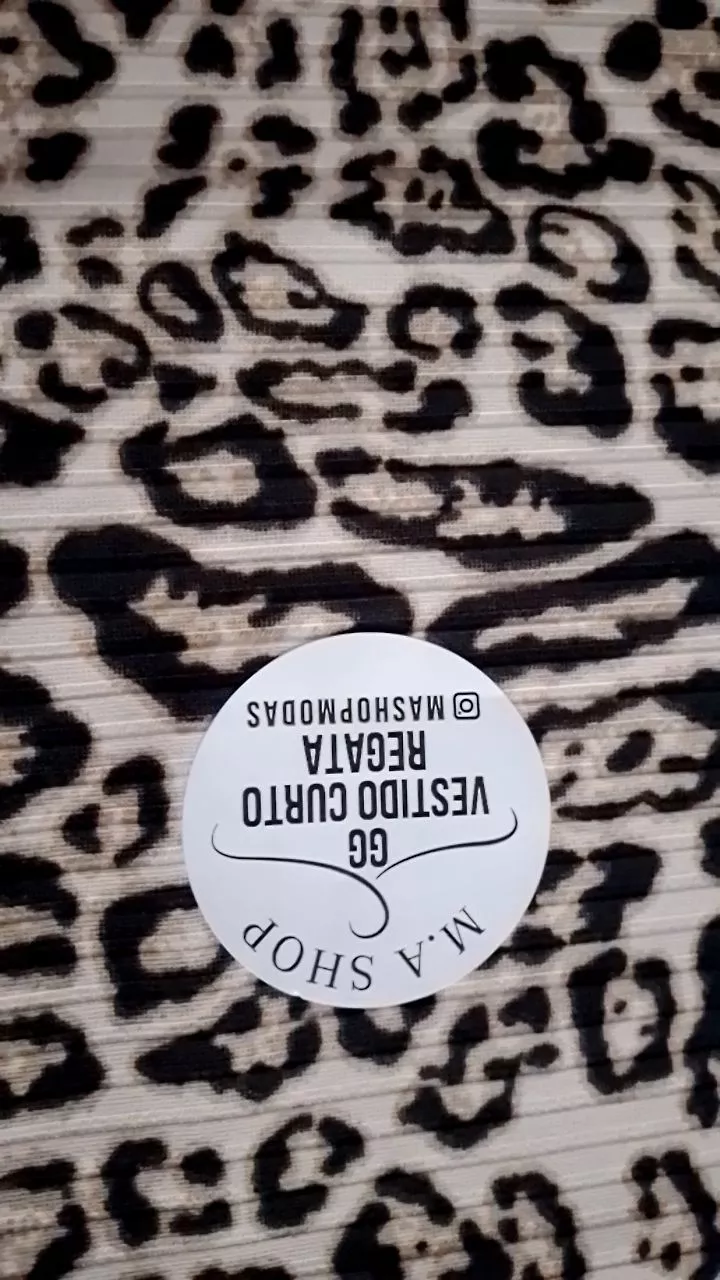 M.A SHOP
GG
VESTIDO CURTO
REGATA
MASHOPMODAS